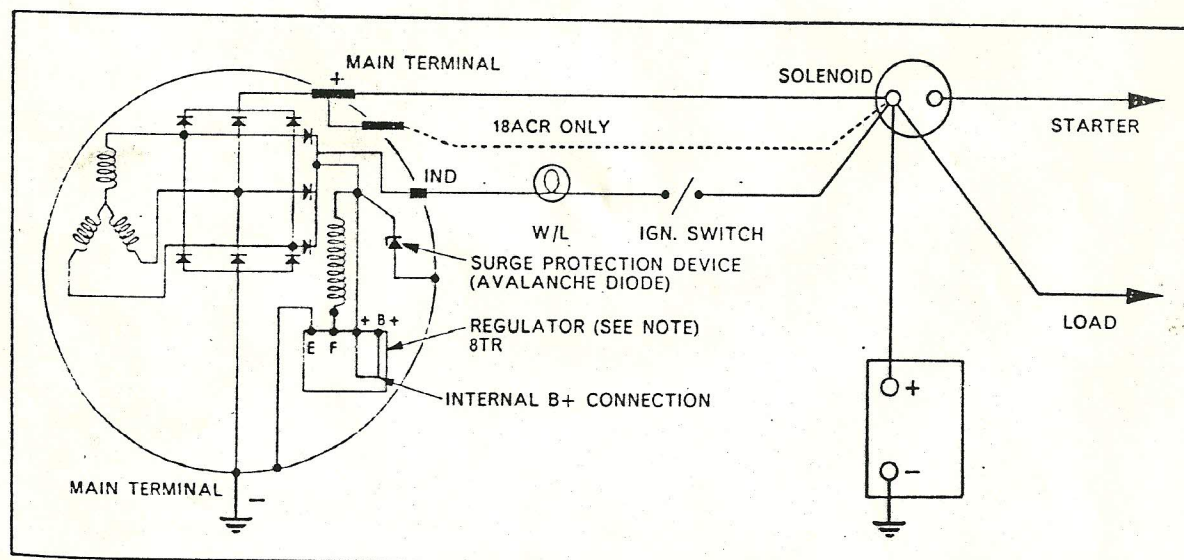 +
MAIN TERMINAL
SOLENOID
18ACR ONLY
STARTER
IND
W/L
IGN. SWITCH
SURGE PROTECTION DEVICE
(AVALANCHE DIODE)
LOAD
E F + B+
REGULATOR (SEE NOTE)
8TR
INTERNAL B+ CONNECTION
+
-
MAIN TERMINAL
-